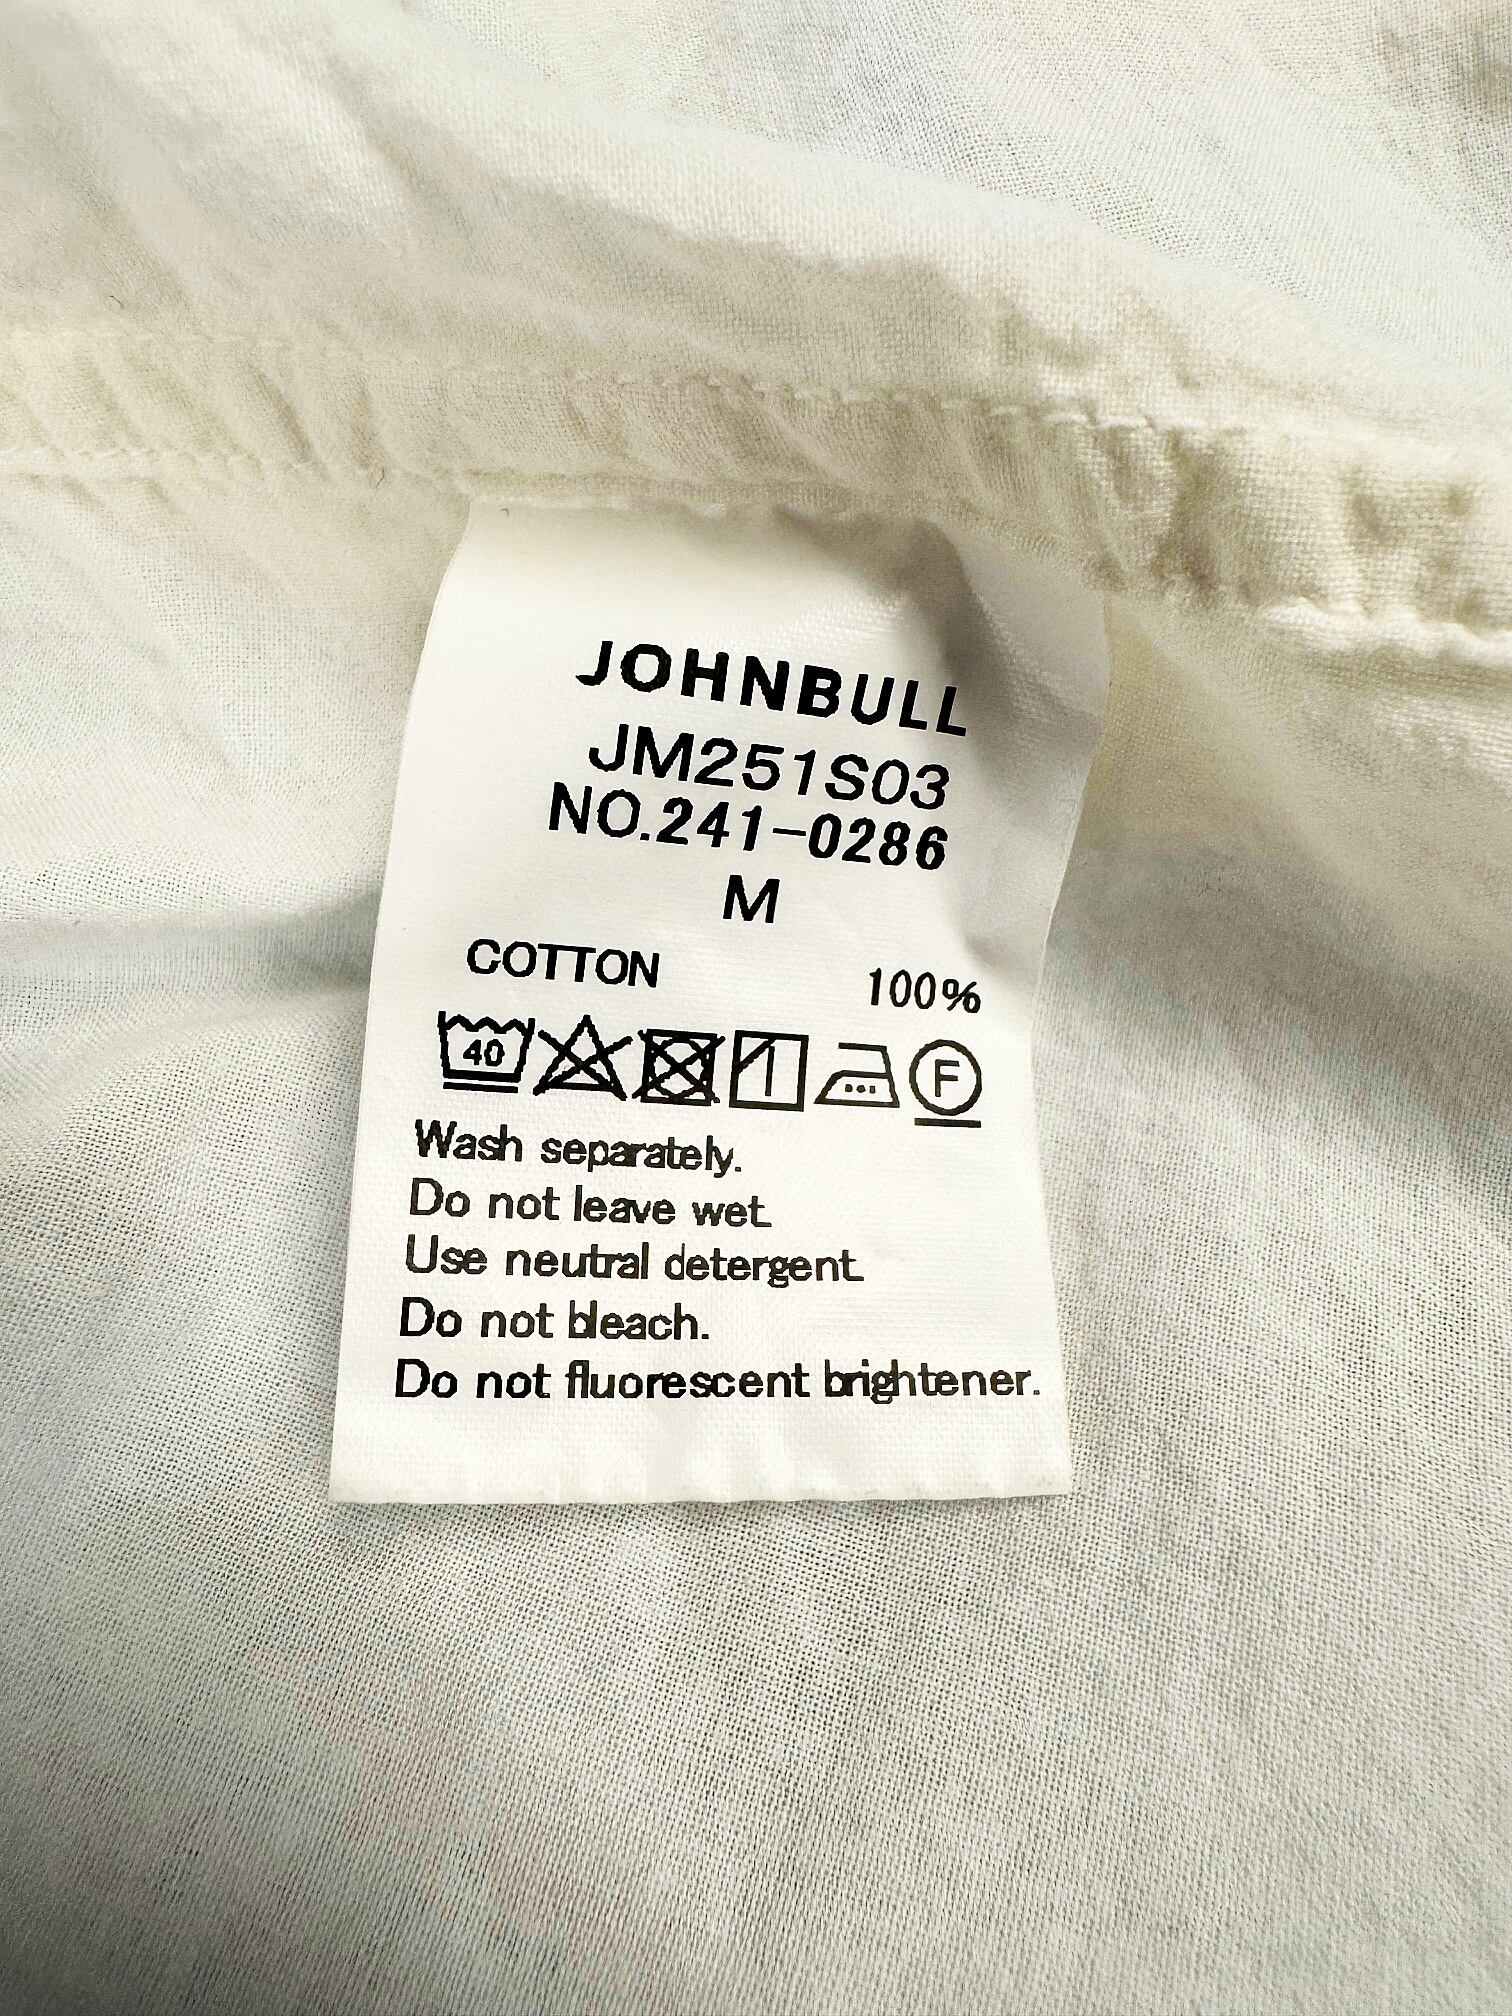 JOHNBULL
JM251S03
NO.241-0286
M
COTTON 100%
40 F
Wash separately.
Do not leave wet.
Use neutral detergent.
Do not bleach.
Do not fluorescent brightener.